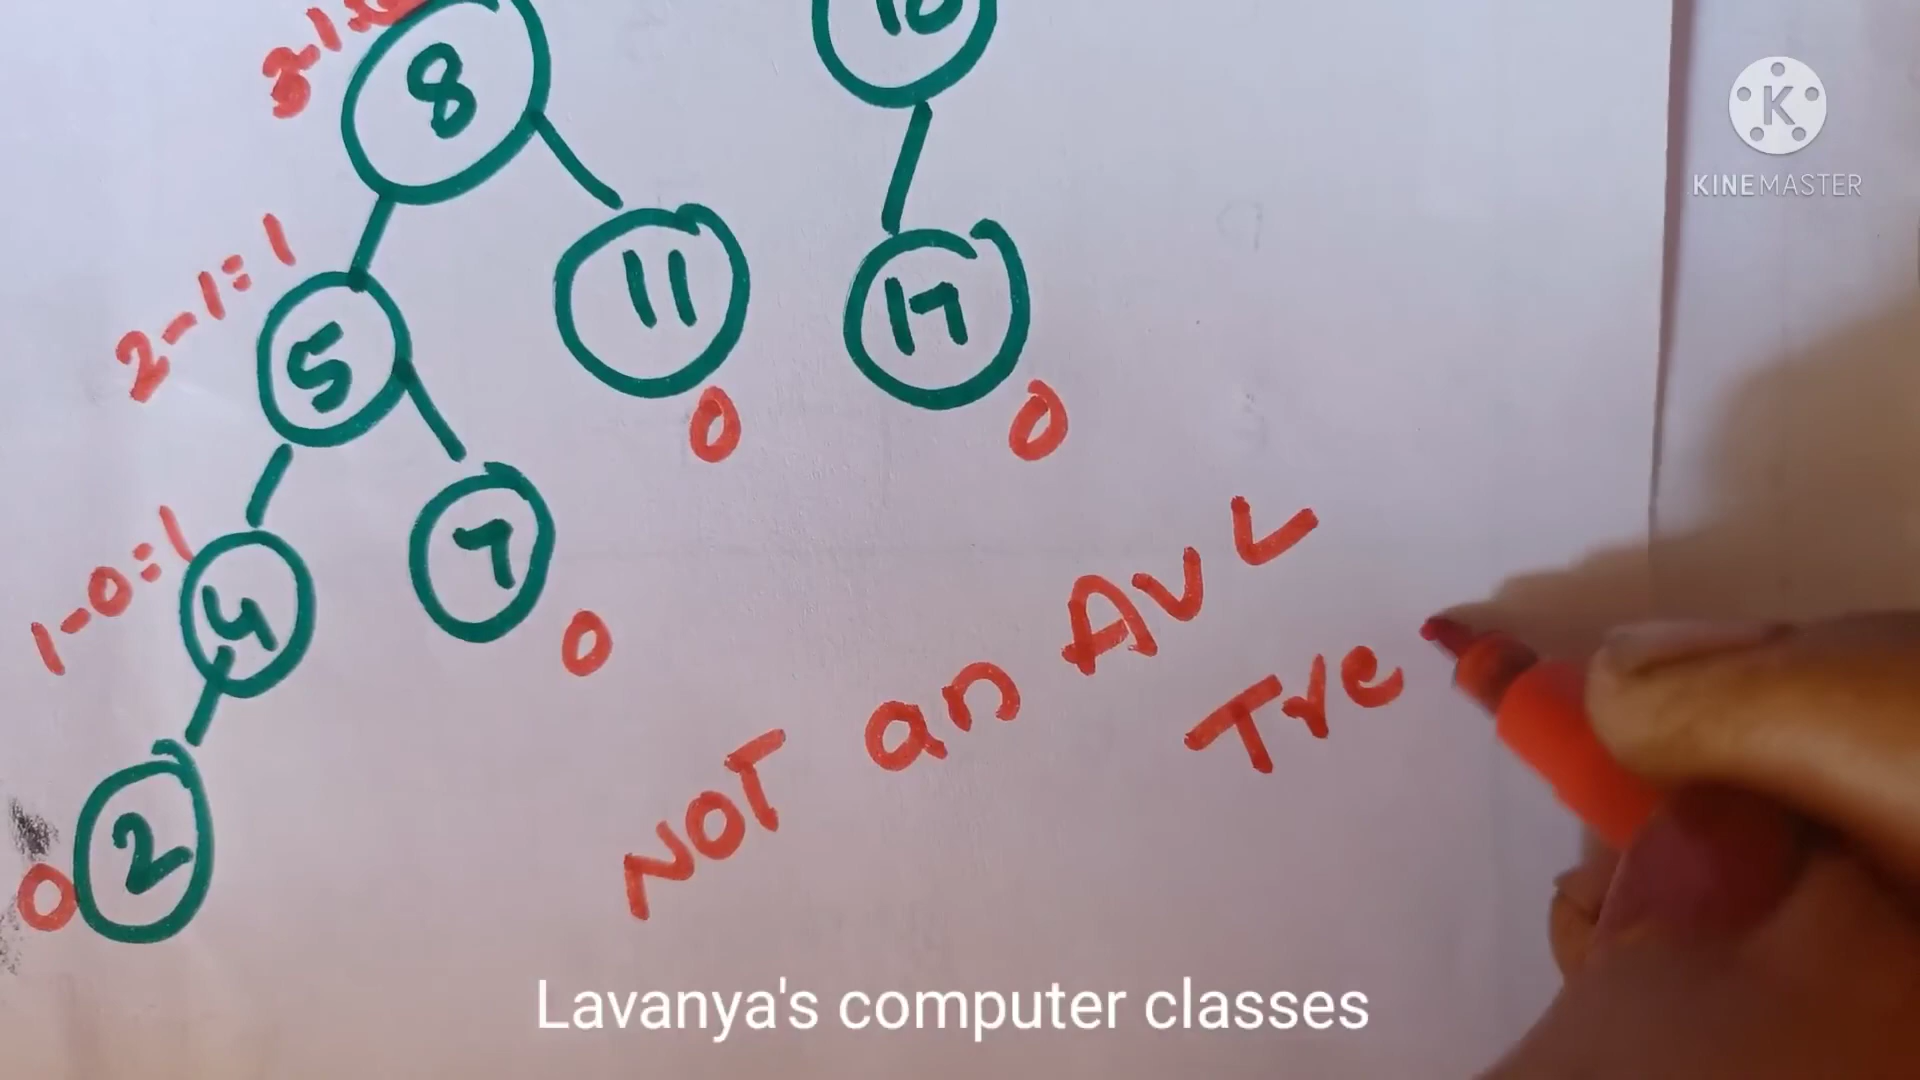 8
2-1=1
5
11
17
0
0
1-0=1
4
7
0
2
0
NOT an AVL
Tre
K
KINEMASTER
Lavanya's computer classes